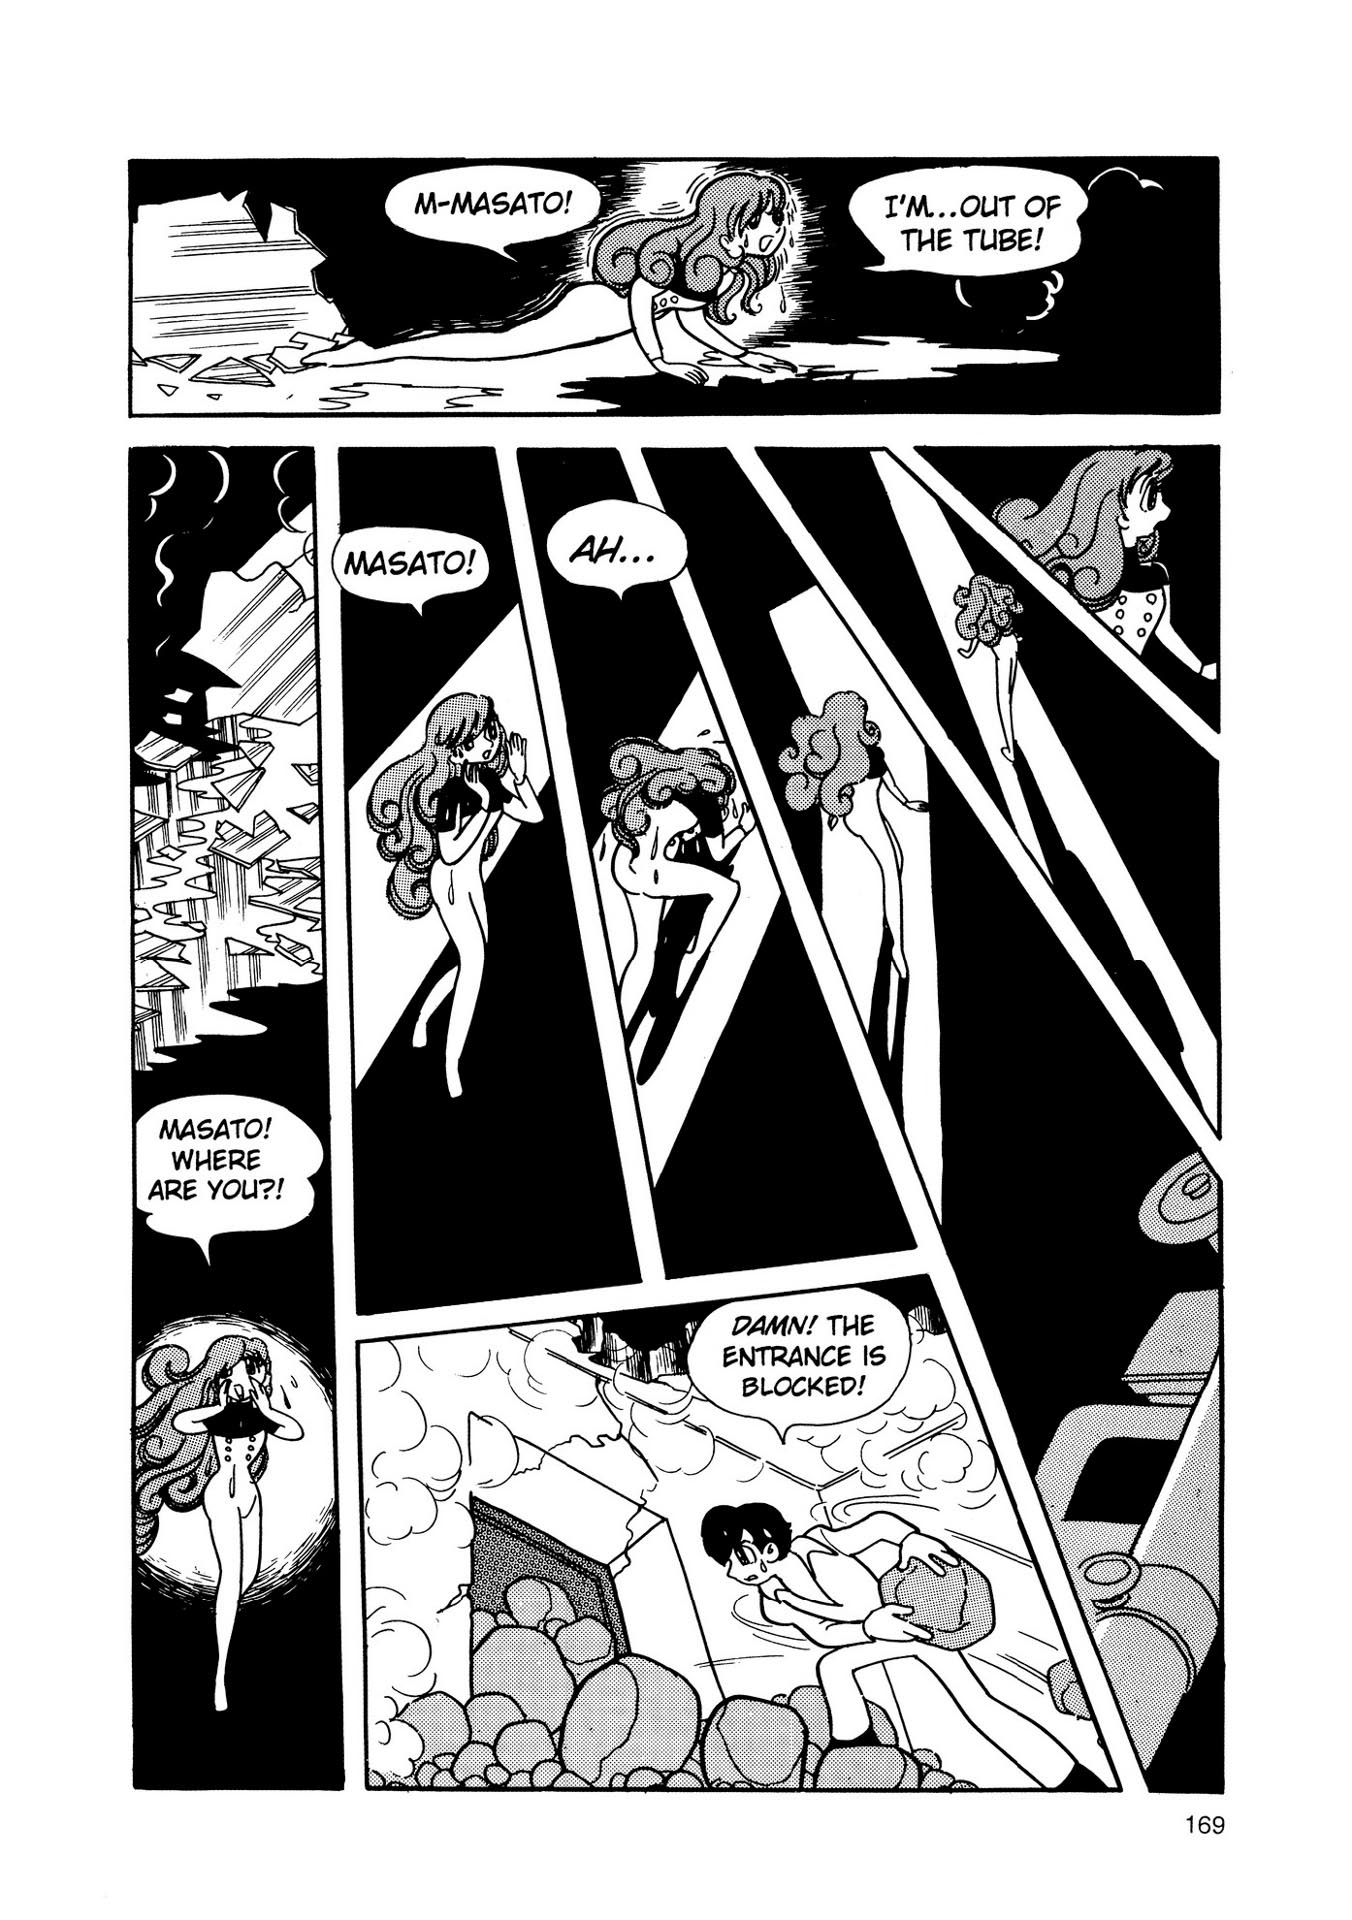 M-MASATO!
I'M...OUT OF
THE TUBE!
MASATO!
WHERE
ARE YOU?!
MASATO!
AH...
DAMN! THE
ENTRANCE IS
BLOCKED!
169